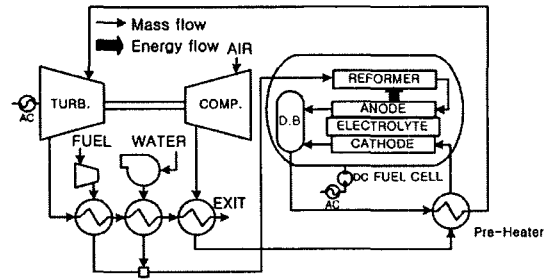 Mass flow
Energy flow
AIR
TURB.
COMP.
AC
FUEL
WATER
EXIT
REFORMER
ANODE
D.B
ELECTROLYTE
CATHODE
DC FUEL CELL
AC
Pre-Heater